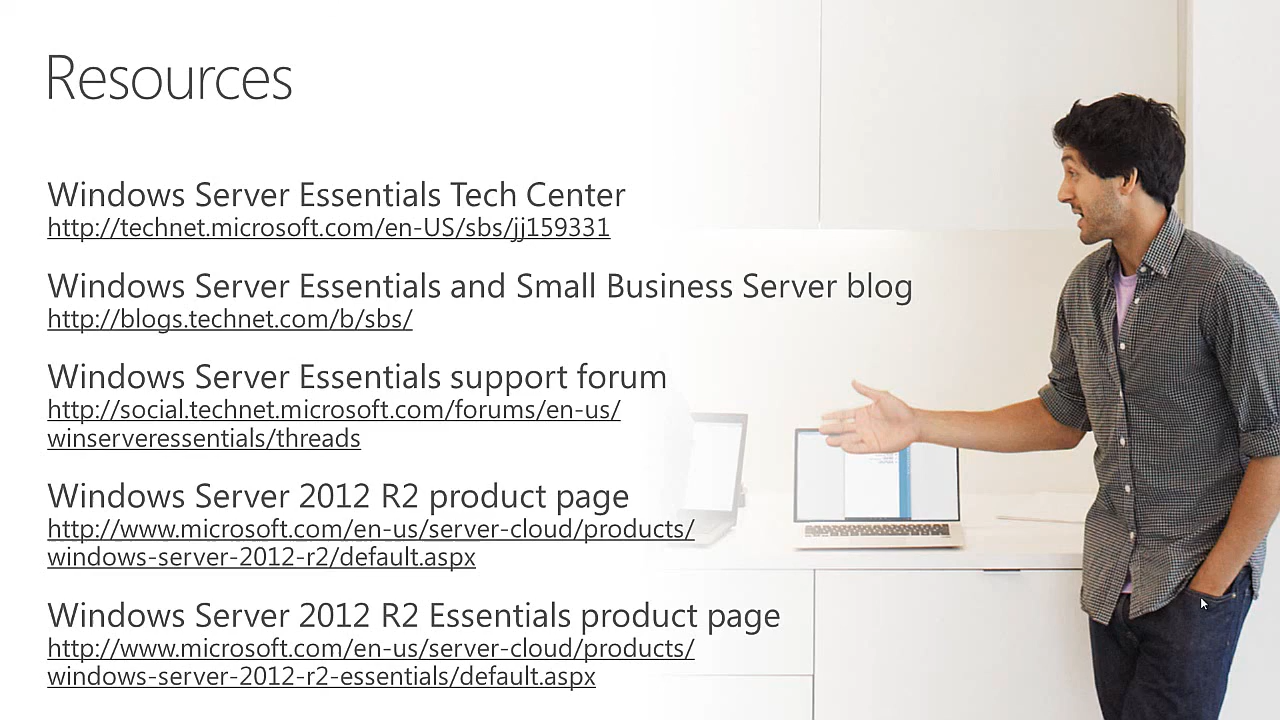 Resources
Windows Server Essentials Tech Center
http://technet.microsoft.com/en-US/sbs/jj159331
Windows Server Essentials and Small Business Server blog
http://blogs.technet.com/b/sbs/
Windows Server Essentials support forum
http://social.technet.microsoft.com/forums/en-us/
winserveressentials/threads
Windows Server 2012 R2 product page
http://www.microsoft.com/en-us/server-cloud/products/
windows-server-2012-r2/default.aspx
Windows Server 2012 R2 Essentials product page
http://www.microsoft.com/en-us/server-cloud/products/
windows-server-2012-r2-essentials/default.aspx